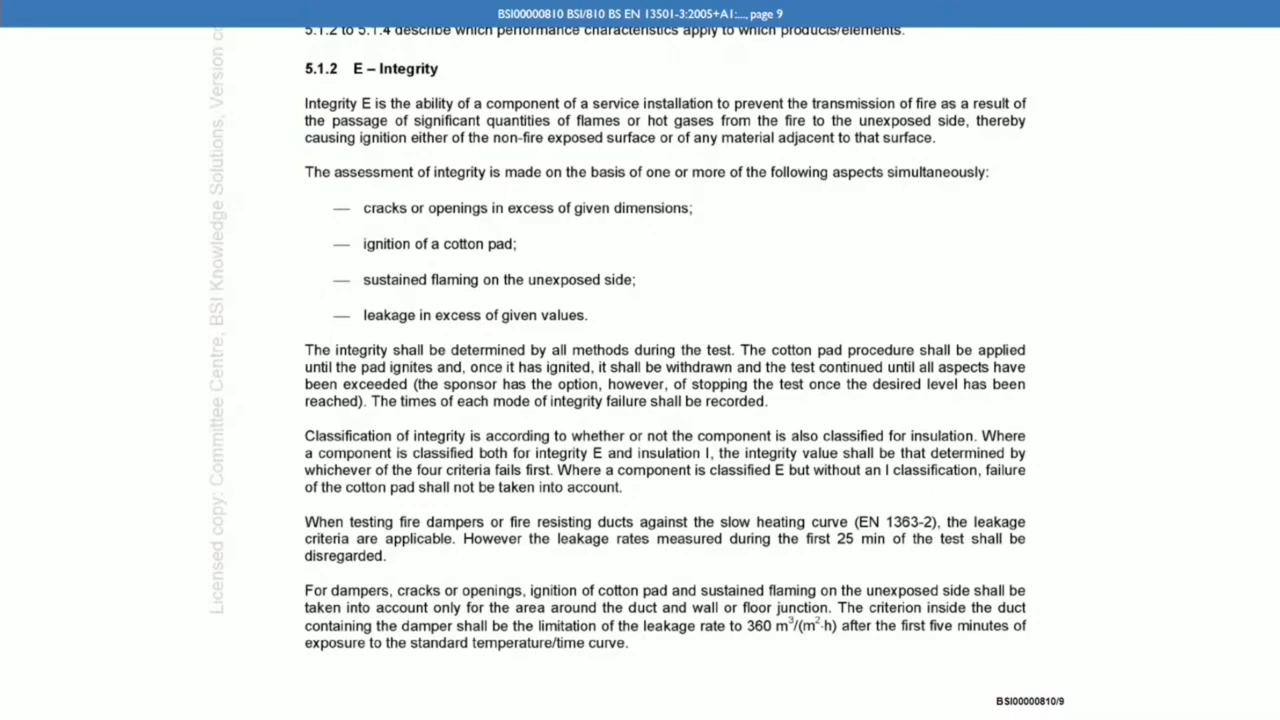 BSI00000810 BSI/810 BS EN 13501-3:2005+A1:..., page 9
5.1.2 to 5.1.4 describe which performance characteristics apply to which products/elements.
5.1.2 E – Integrity
Integrity E is the ability of a component of a service installation to prevent the transmission of fire as a result of
the passage of significant quantities of flames or hot gases from the fire to the unexposed side, thereby
causing ignition either of the non-fire exposed surface or of any material adjacent to that surface.
The assessment of integrity is made on the basis of one or more of the following aspects simultaneously:
— cracks or openings in excess of given dimensions;
— ignition of a cotton pad;
— sustained flaming on the unexposed side;
— leakage in excess of given values.
The integrity shall be determined by all methods during the test. The cotton pad procedure shall be applied
until the pad ignites and, once it has ignited, it shall be withdrawn and the test continued until all aspects have
been exceeded (the sponsor has the option, however, of stopping the test once the desired level has been
reached). The times of each mode of integrity failure shall be recorded.
Classification of integrity is according to whether or not the component is also classified for insulation. Where
a component is classified both for integrity E and insulation I, the integrity value shall be that determined by
whichever of the four criteria fails first. Where a component is classified E but without an I classification, failure
of the cotton pad shall not be taken into account.
When testing fire dampers or fire resisting ducts against the slow heating curve (EN 1363-2), the leakage
criteria are applicable. However the leakage rates measured during the first 25 min of the test shall be
disregarded.
For dampers, cracks or openings, ignition of cotton pad and sustained flaming on the unexposed side shall be
taken into account only for the area around the duct and wall or floor junction. The criterion inside the duct
containing the damper shall be the limitation of the leakage rate to 360 m³/(m²·h) after the first five minutes of
exposure to the standard temperature/time curve.
BSI00000810/9
Licensed copy: Committee Centre, BSI Knowledge Solutions, Version